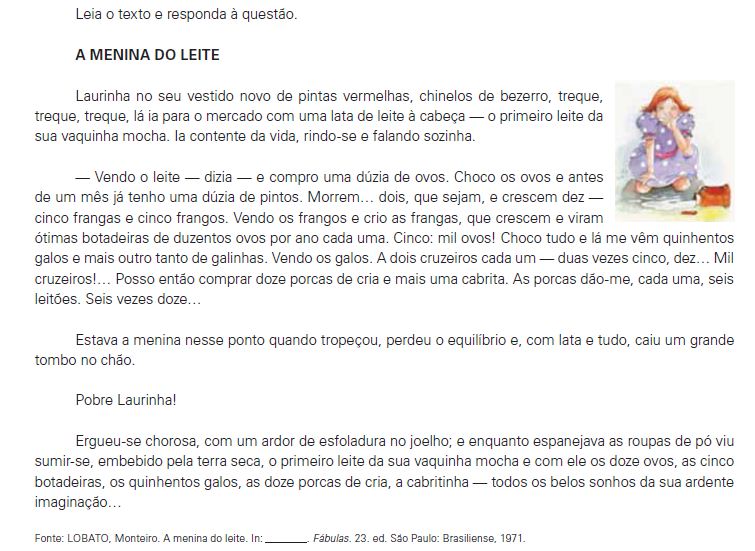 Leia o texto e responda à questão.
A MENINA DO LEITE
Laurinha no seu vestido novo de pintas vermelhas, chinelos de bezerro, treque,
treque, treque, lá ia para o mercado com uma lata de leite à cabeça — o primeiro leite da
sua vaquinha mocha. Ia contente da vida, rindo-se e falando sozinha.
— Vendo o leite — dizia — e compro uma dúzia de ovos. Choco os ovos e antes
de um mês já tenho uma dúzia de pintos. Morrem… dois, que sejam, e crescem dez —
cinco frangas e cinco frangos. Vendo os frangos e crio as frangas, que crescem e viram
ótimas botadeiras de duzentos ovos por ano cada uma. Cinco: mil ovos! Choco tudo e lá me vêm quinhentos
galos e mais outro tanto de galinhas. Vendo os galos. A dois cruzeiros cada um — duas vezes cinco, dez… Mil
cruzeiros!… Posso então comprar doze porcas de cria e mais uma cabrita. As porcas dão-me, cada uma, seis
leitões. Seis vezes doze…
Estava a menina nesse ponto quando tropeçou, perdeu o equilíbrio e, com lata e tudo, caiu um grande
tombo no chão.
Pobre Laurinha!
Ergueu-se chorosa, com um ardor de esfoladura no joelho; e enquanto espanejava as roupas de pó viu
sumir-se, embebido pela terra seca, o primeiro leite da sua vaquinha mocha e com ele os doze ovos, as cinco
botadeiras, os quinhentos galos, as doze porcas de cria, a cabritinha — todos os belos sonhos da sua ardente
imaginação…
Fonte: LOBATO, Monteiro. A menina do leite. In: ________. Fábulas. 23. ed. São Paulo: Brasiliense, 1971.